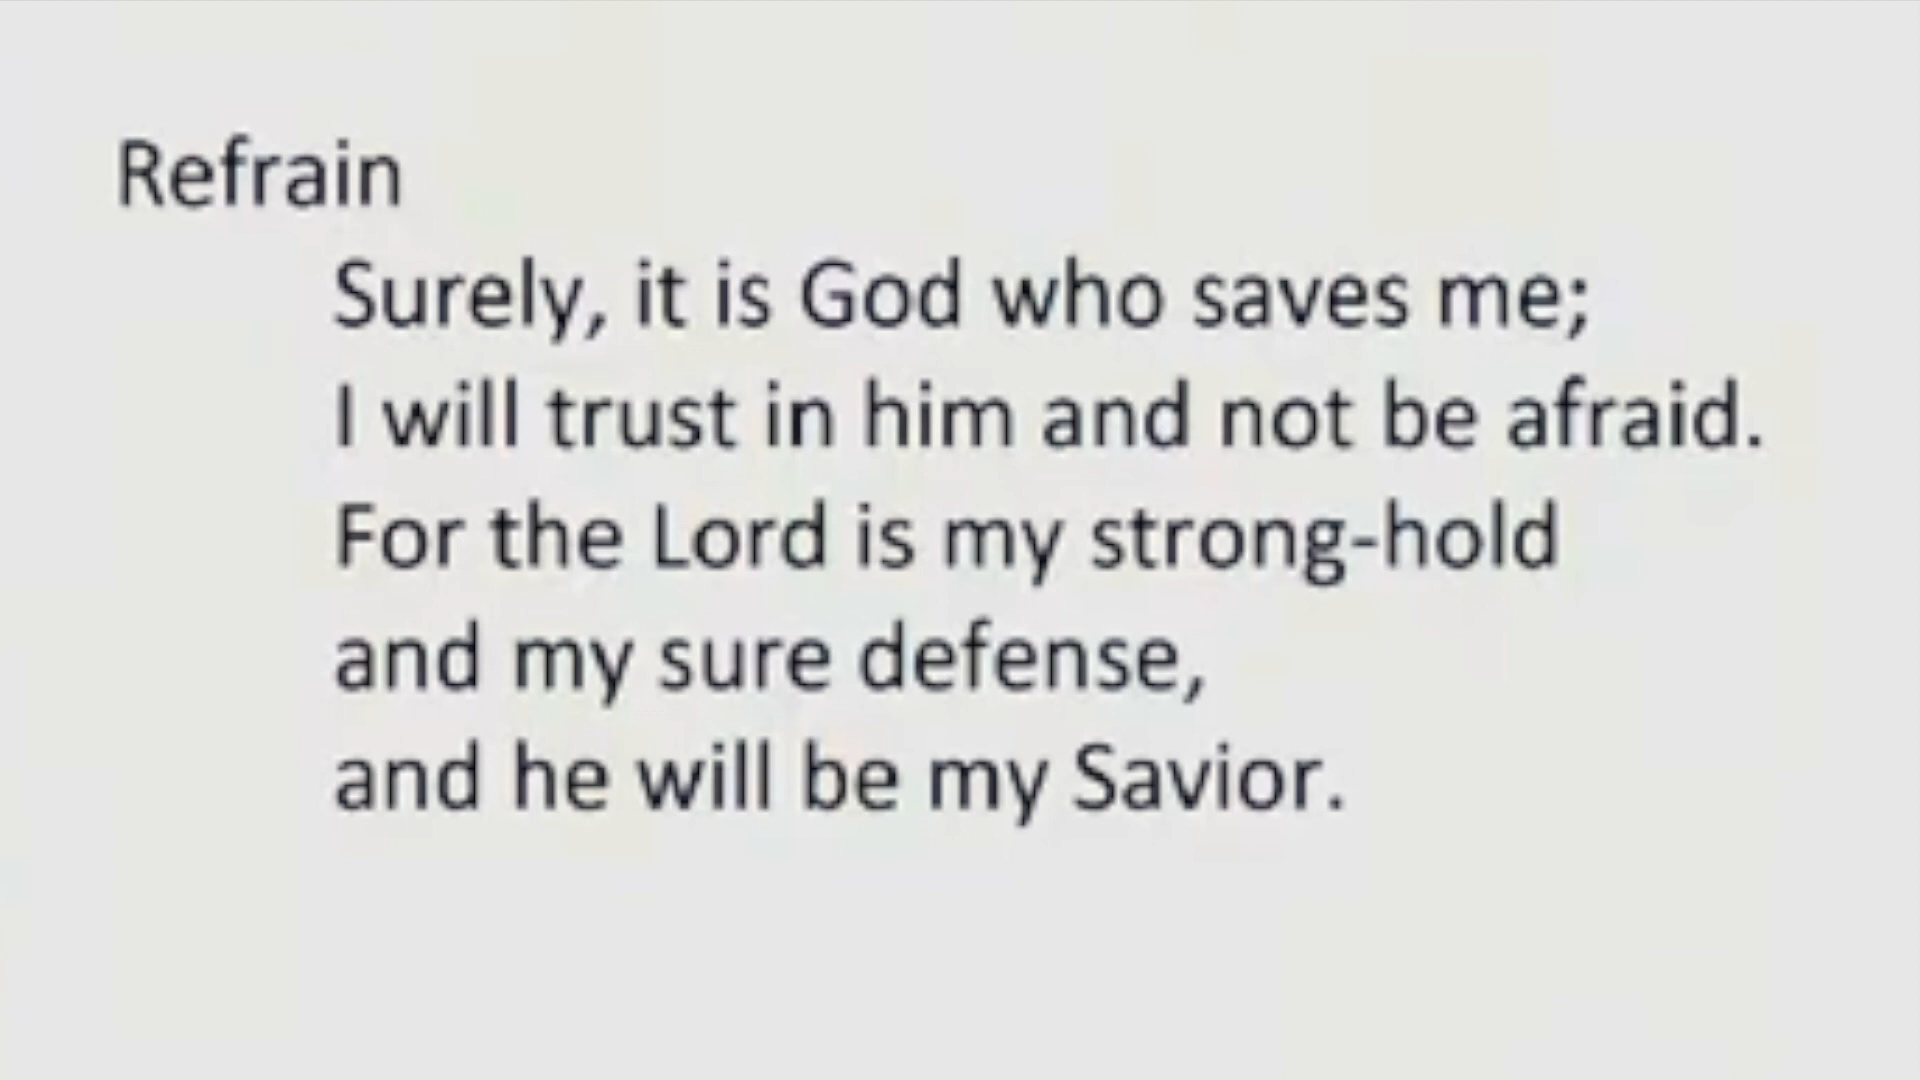 Refrain
Surely, it is God who saves me;
I will trust in him and not be afraid.
For the Lord is my strong-hold
and my sure defense,
and he will be my Savior.